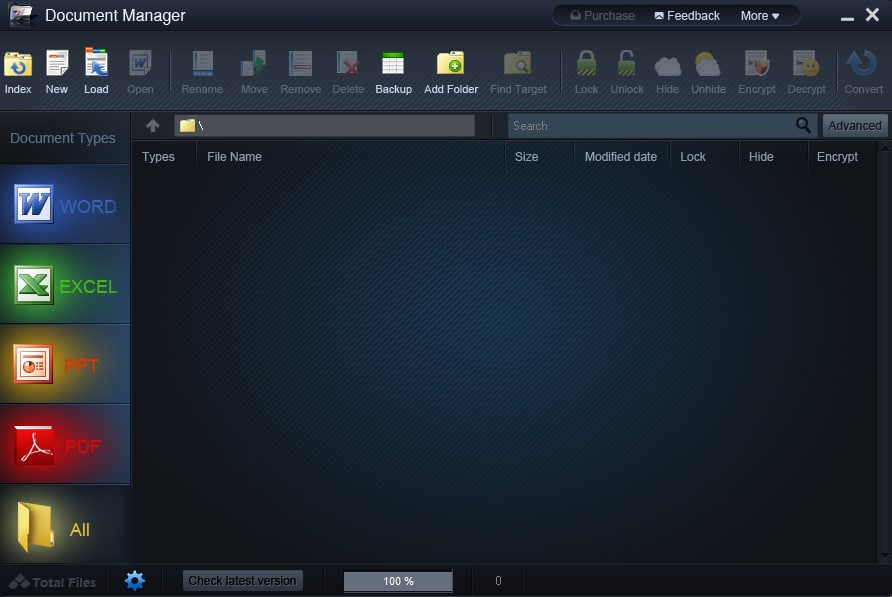 Document Manager
Purchase Feedback More
Index New Load Open Rename Move Remove Delete Backup Add Folder Find Target Lock Unlock Hide Unhide Encrypt Decrypt Convert
Document Types
\ Search Advanced
Types File Name Size Modified date Lock Hide Encrypt
WORD
EXCEL
PPT
PDF
All
Total Files Check latest version 100 % 0